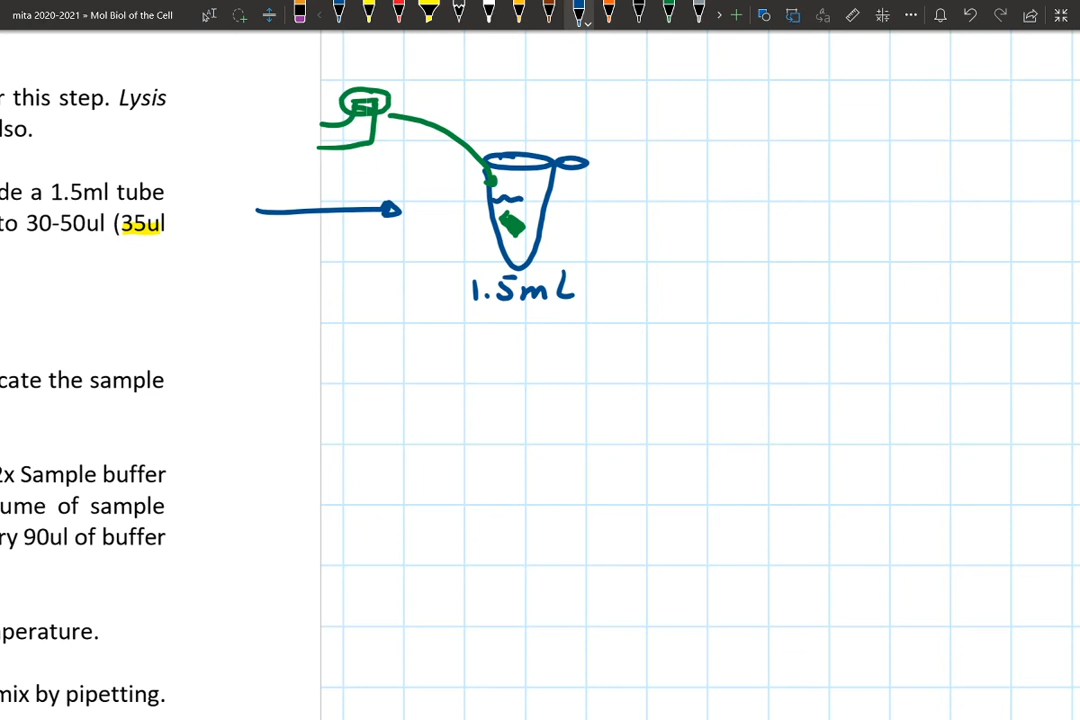 mita 2020-2021 » Mol Biol of the Cell
r this step. Lysis
lso.
de a 1.5ml tube
to 30-50ul (35ul
1.5mL
cate the sample
2x Sample buffer
ume of sample
ry 90ul of buffer
perature.
mix by pipetting.